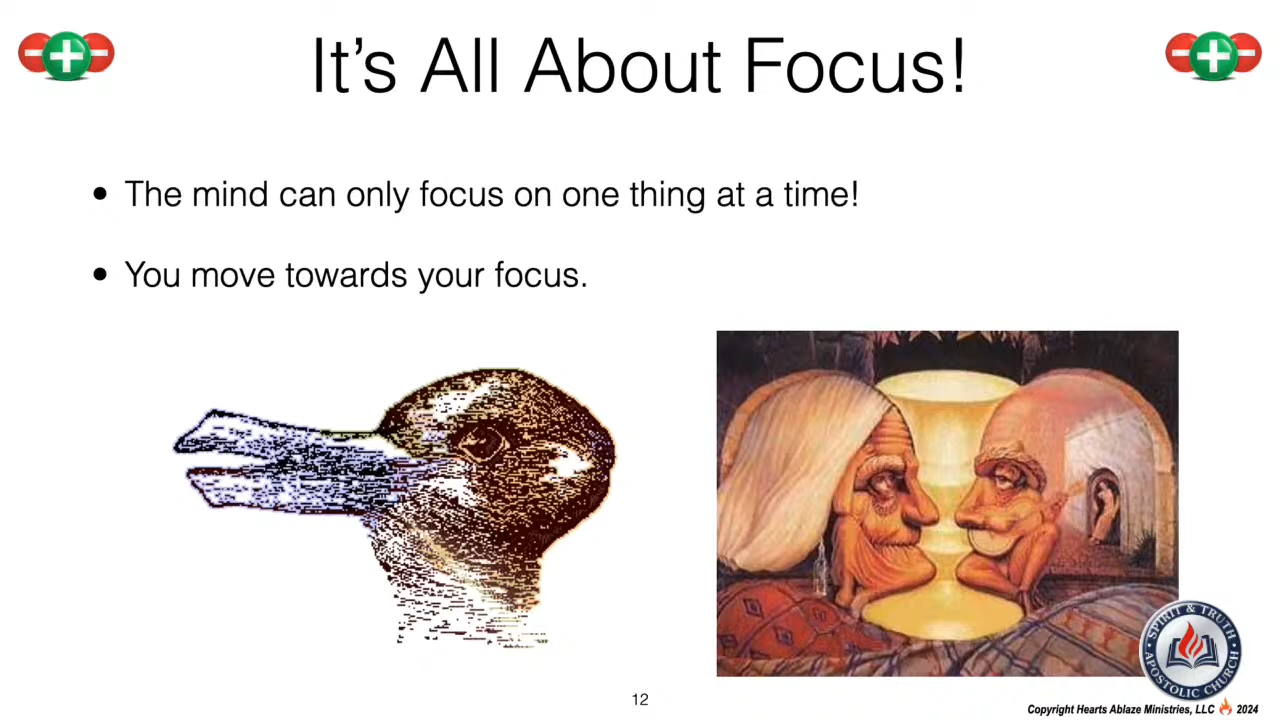 It's All About Focus!
• The mind can only focus on one thing at a time!
• You move towards your focus.
SPIRIT & TRUTH
APOSTOLIC CHURCH
12
Copyright Hearts Ablaze Ministries, LLC 🔥 2024